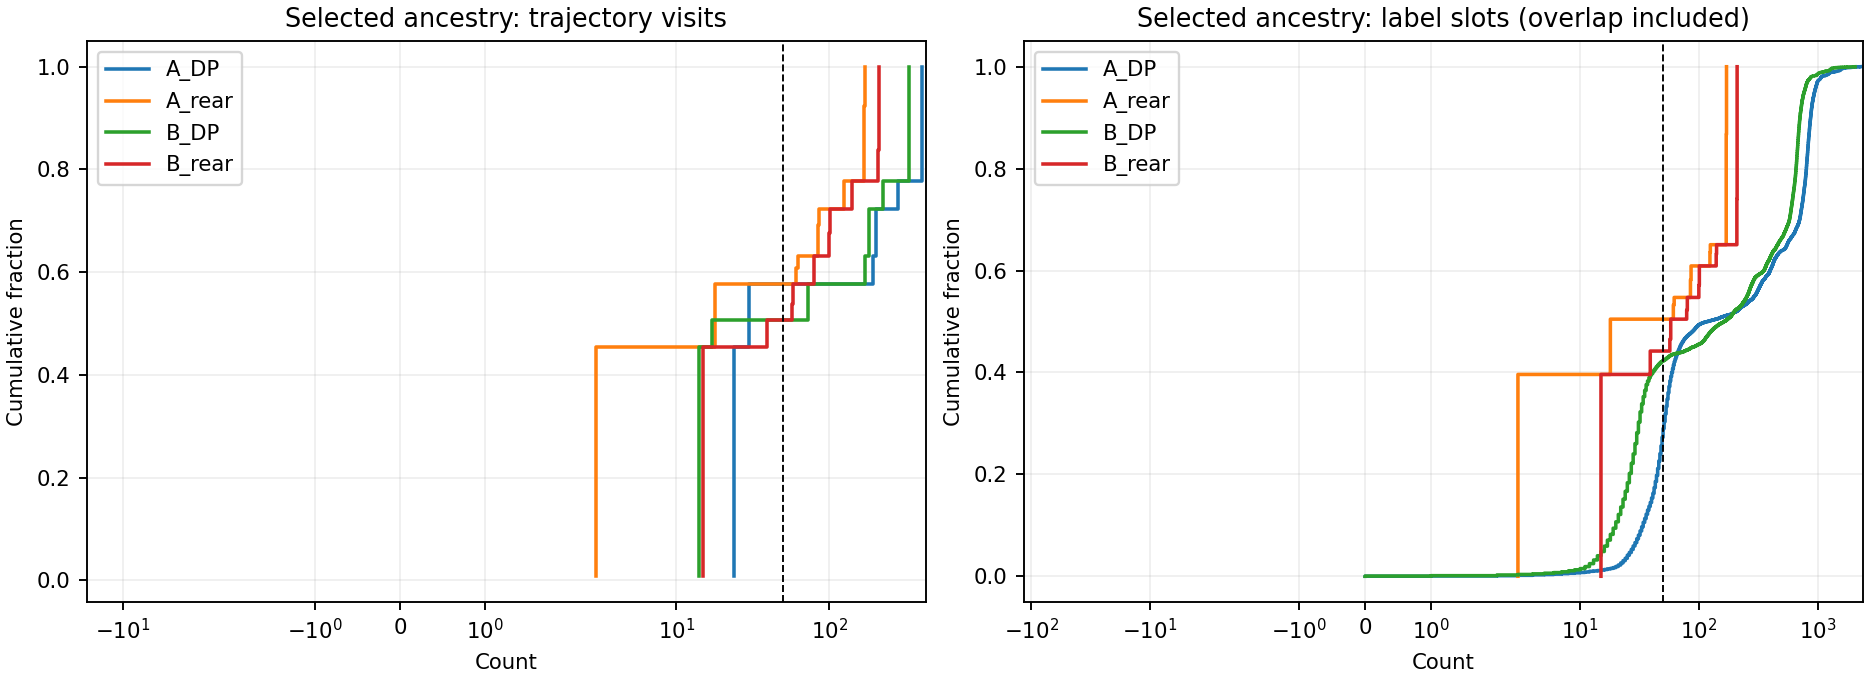 Selected ancestry: trajectory visits
A_DP
A_rear
B_DP
B_rear
Cumulative fraction
1.0
0.8
0.6
0.4
0.2
0.0
−10¹
−10⁰
0
10⁰
10¹
10²
Count
Selected ancestry: label slots (overlap included)
A_DP
A_rear
B_DP
B_rear
Cumulative fraction
1.0
0.8
0.6
0.4
0.2
0.0
−10²
−10¹
−10⁰
0
10⁰
10¹
10²
10³
Count